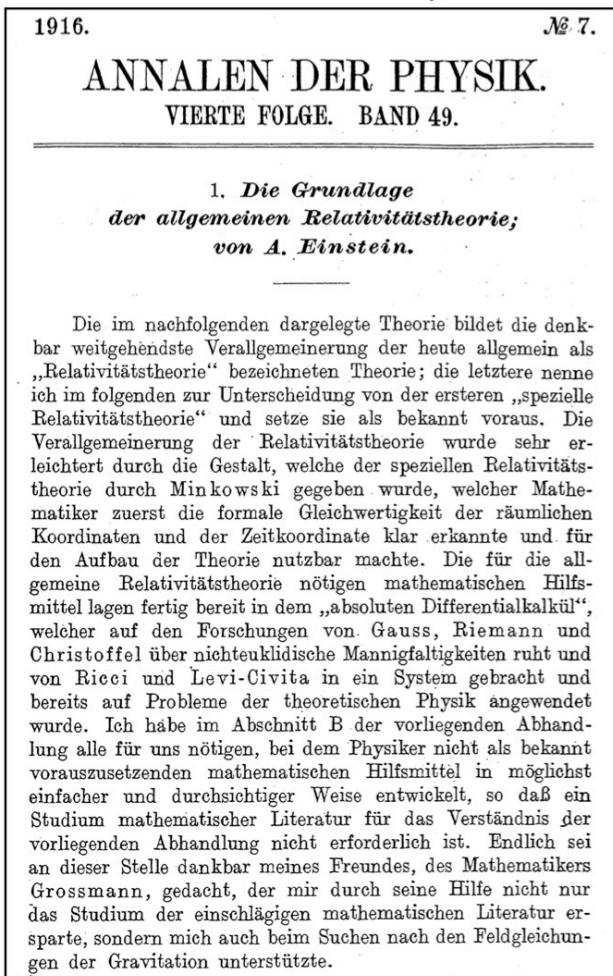 1916. № 7.
ANNALEN DER PHYSIK.
VIERTE FOLGE. BAND 49.
1. Die Grundlage
der allgemeinen Relativitätstheorie;
von A. Einstein.
Die im nachfolgenden dargelegte Theorie bildet die denk-
bar weitgehendste Verallgemeinerung der heute allgemein als
„Relativitätstheorie“ bezeichneten Theorie; die letztere nenne
ich im folgenden zur Unterscheidung von der ersteren „spezielle
Relativitätstheorie“ und setze sie als bekannt voraus. Die
Verallgemeinerung der Relativitätstheorie wurde sehr er-
leichtert durch die Gestalt, welche der speziellen Relativitäts-
theorie durch Minkowski gegeben wurde, welcher Mathe-
matiker zuerst die formale Gleichwertigkeit der räumlichen
Koordinaten und der Zeitkoordinate klar erkannte und für
den Aufbau der Theorie nutzbar machte. Die für die all-
gemeine Relativitätstheorie nötigen mathematischen Hilfs-
mittel lagen fertig bereit in dem „absoluten Differentialkalkül“,
welcher auf den Forschungen von Gauss, Riemann und
Christoffel über nichteuklidische Mannigfaltigkeiten ruht und
von Ricci und Levi-Civita in ein System gebracht und
bereits auf Probleme der theoretischen Physik angewendet
wurde. Ich habe im Abschnitt B der vorliegenden Abhand-
lung alle für uns nötigen, bei dem Physiker nicht als bekannt
vorauszusetzenden mathematischen Hilfsmittel in möglichst
einfacher und durchsichtiger Weise entwickelt, so daß ein
Studium mathematischer Literatur für das Verständnis der
vorliegenden Abhandlung nicht erforderlich ist. Endlich sei
an dieser Stelle dankbar meines Freundes, des Mathematikers
Grossmann, gedacht, der mir durch seine Hilfe nicht nur
das Studium der einschlägigen mathematischen Literatur er-
sparte, sondern mich auch beim Suchen nach den Feldgleichun-
gen der Gravitation unterstützte.